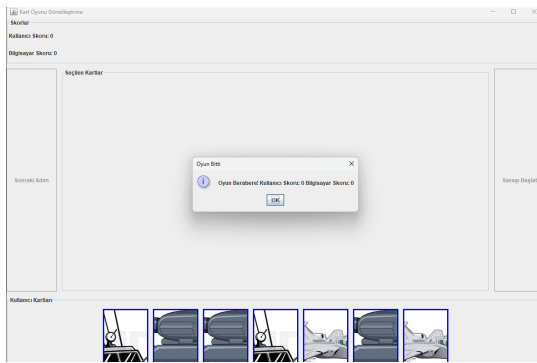 Kart Oyunu Görselleştirme
Skorlar
Kullanıcı Skoru: 0
Bilgisayar Skoru: 0
Seçilen Kartlar
Sonraki Adım
Savaşı Başlat
Oyun Bitti
Oyun Berabere! Kullanıcı Skoru: 0 Bilgisayar Skoru: 0
OK
Kullanıcı Kartları